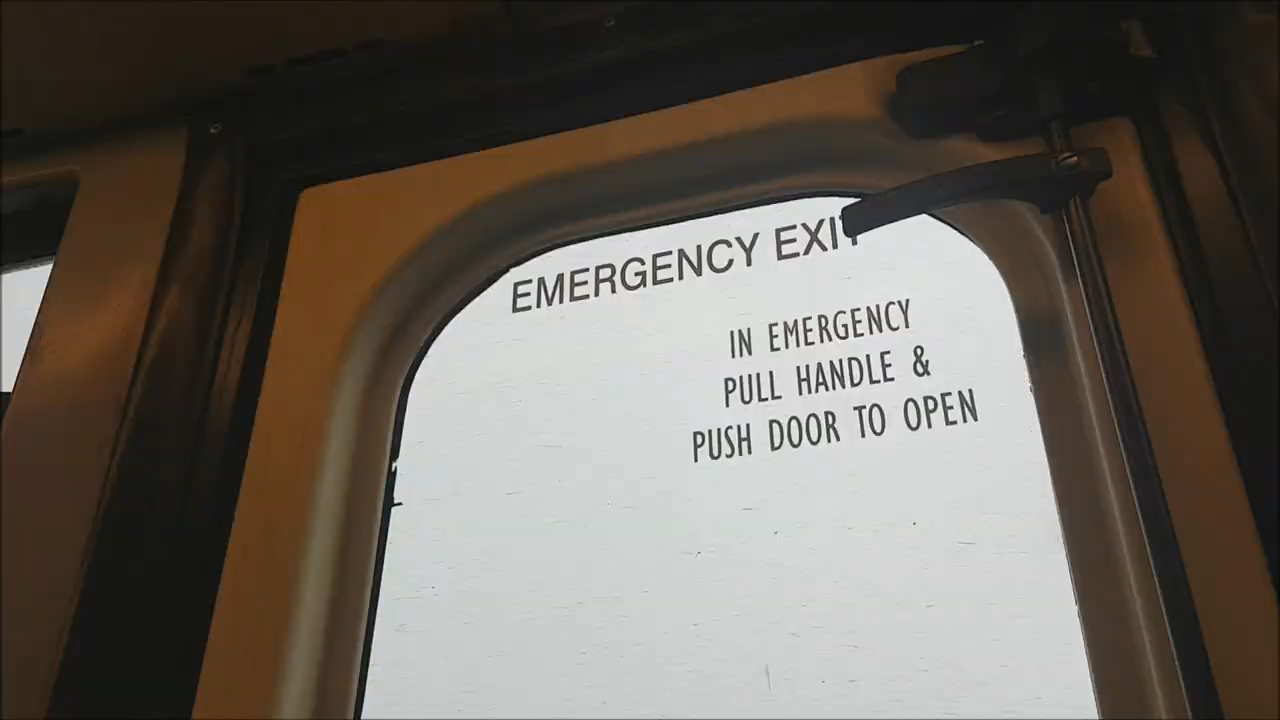 EMERGENCY EXIT
IN EMERGENCY
PULL HANDLE &
PUSH DOOR TO OPEN